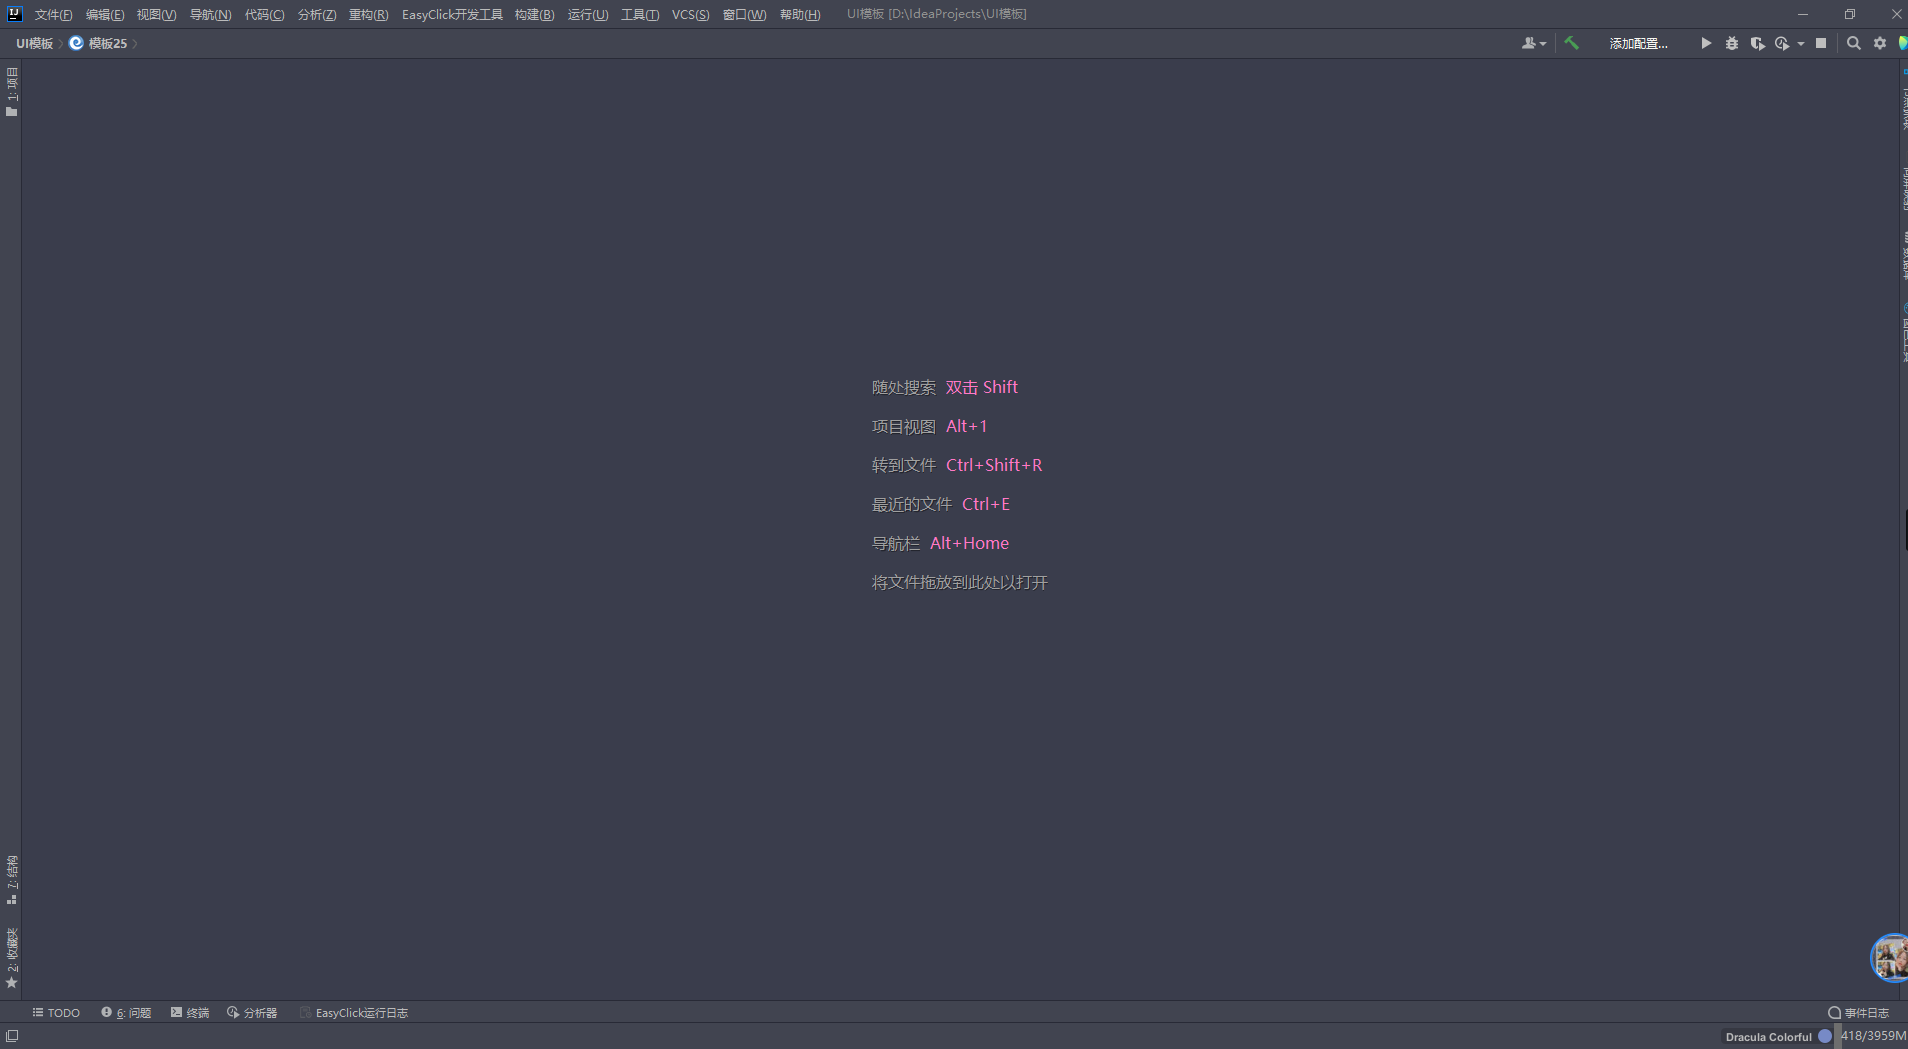 文件(F) 编辑(E) 视图(V) 导航(N) 代码(C) 分析(Z) 重构(R) EasyClick开发工具 构建(B) 运行(U) 工具(T) VCS(S) 窗口(W) 帮助(H) UI模板 [D:\IdeaProjects\UI模板]
UI模板 模板25 添加配置...
1: 项目
随处搜索 双击 Shift
项目视图 Alt+1
转到文件 Ctrl+Shift+R
最近的文件 Ctrl+E
导航栏 Alt+Home
将文件拖放到此处以打开
7: 结构
2: 收藏夹
TODO 6: 问题 终端 分析器 EasyClick运行日志 事件日志
Dracula Colorful 418/3959M